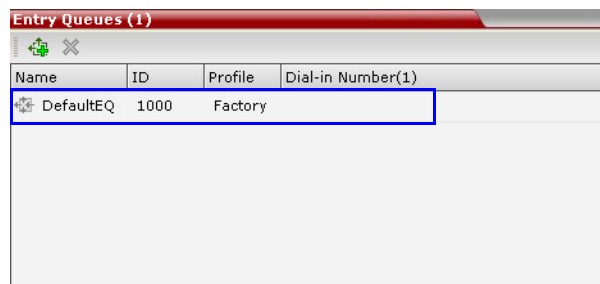 Entry Queues (1)
Name ID Profile Dial-in Number(1)
DefaultEQ 1000 Factory